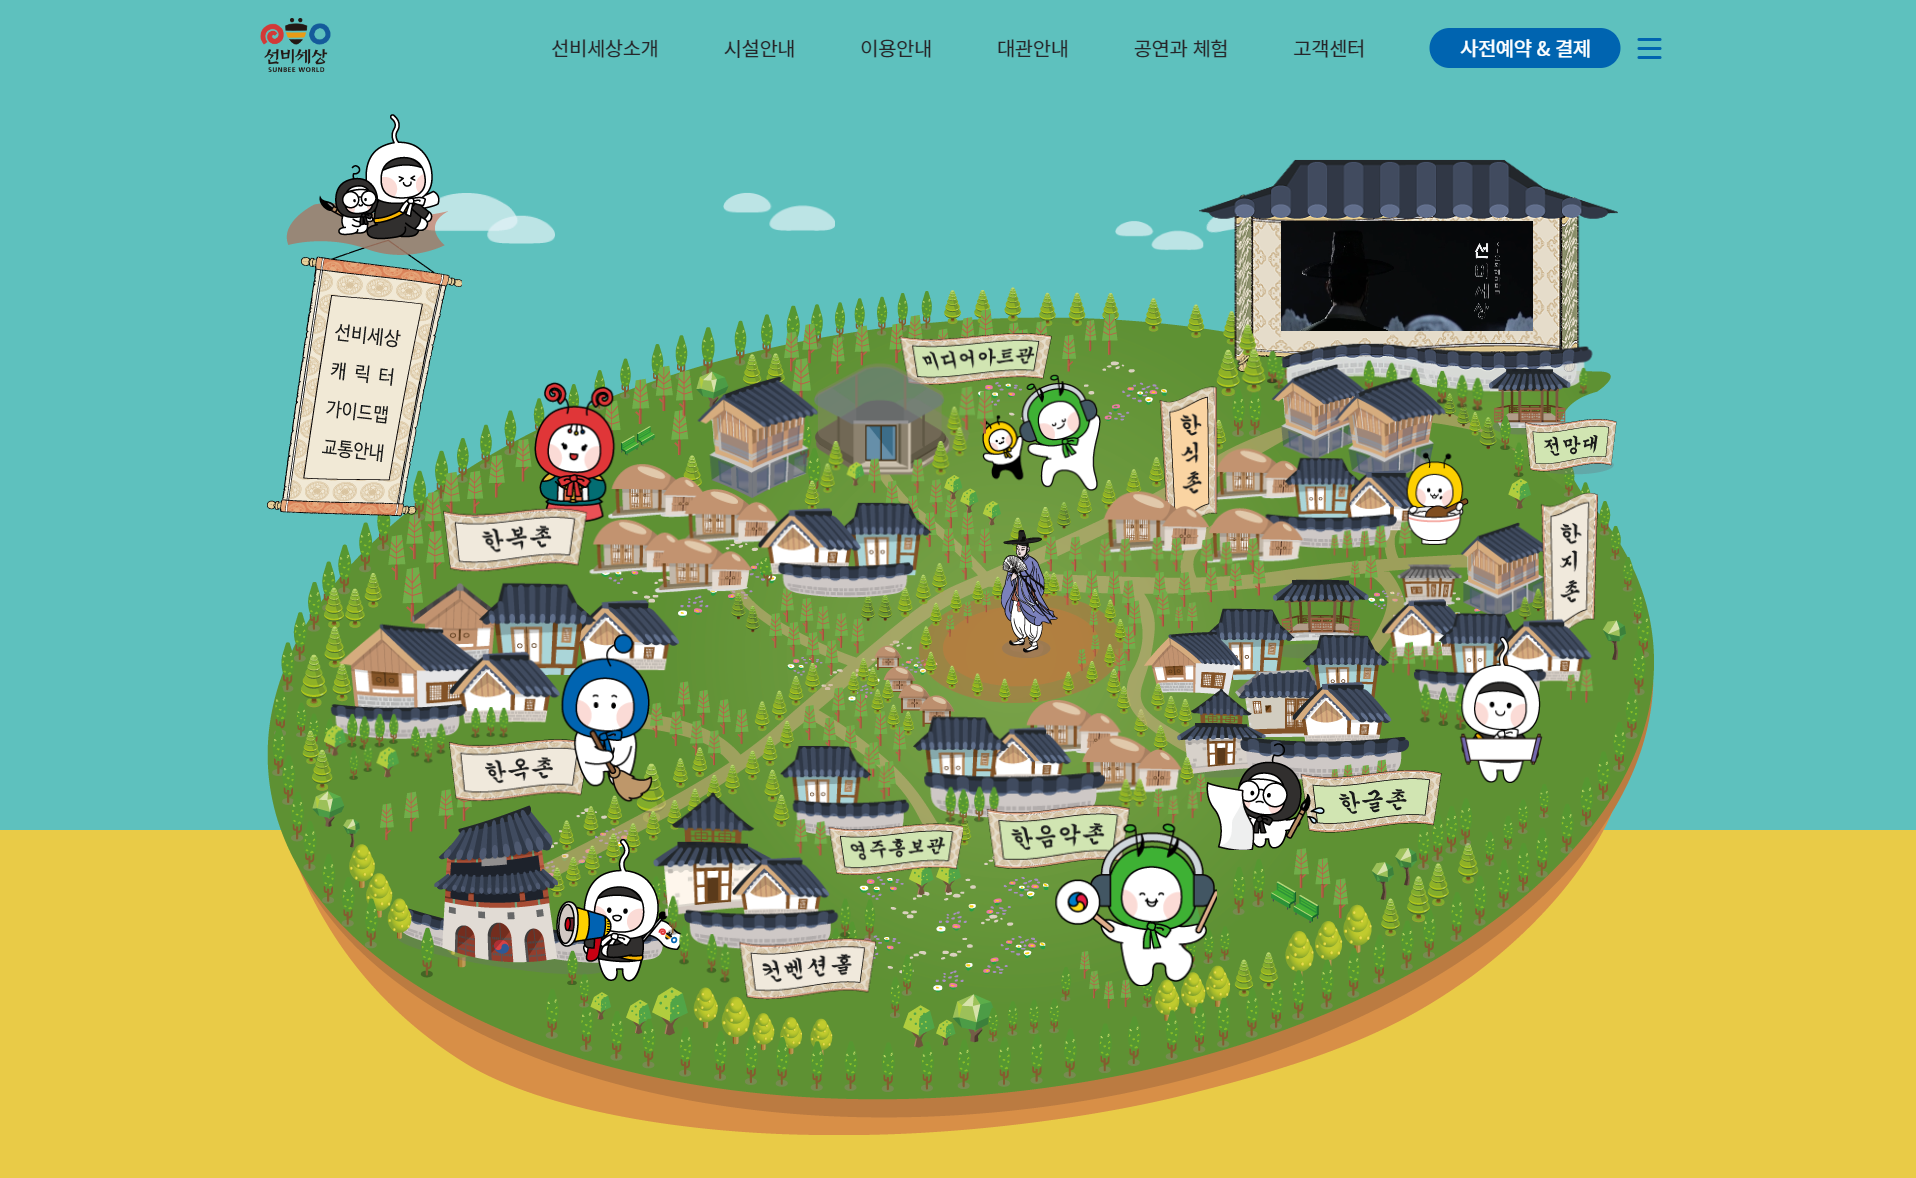 선비세상
SUNBEE WORLD
선비세상소개
시설안내
이용안내
대관안내
공연과 체험
고객센터
사전예약 & 결제
선비세상
선비세상
캐 릭 터
가이드맵
교통안내
미디어아트관
한식촌
전망대
한지촌
한복촌
한옥촌
한글촌
한음악촌
영주홍보관
컨벤션홀